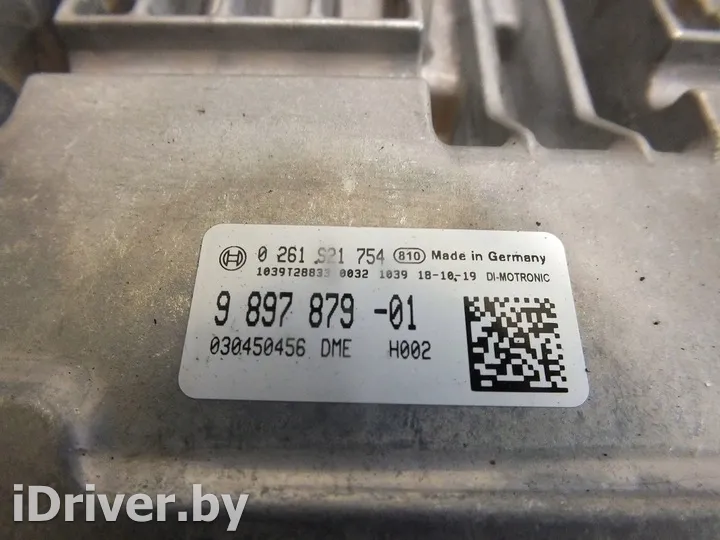 0 261 S21 754 810 Made in Germany
1039T28833 0032 1039 18-10-19 DI-MOTRONIC
9 897 879 -01
030450456 DME H002
iDriver.by